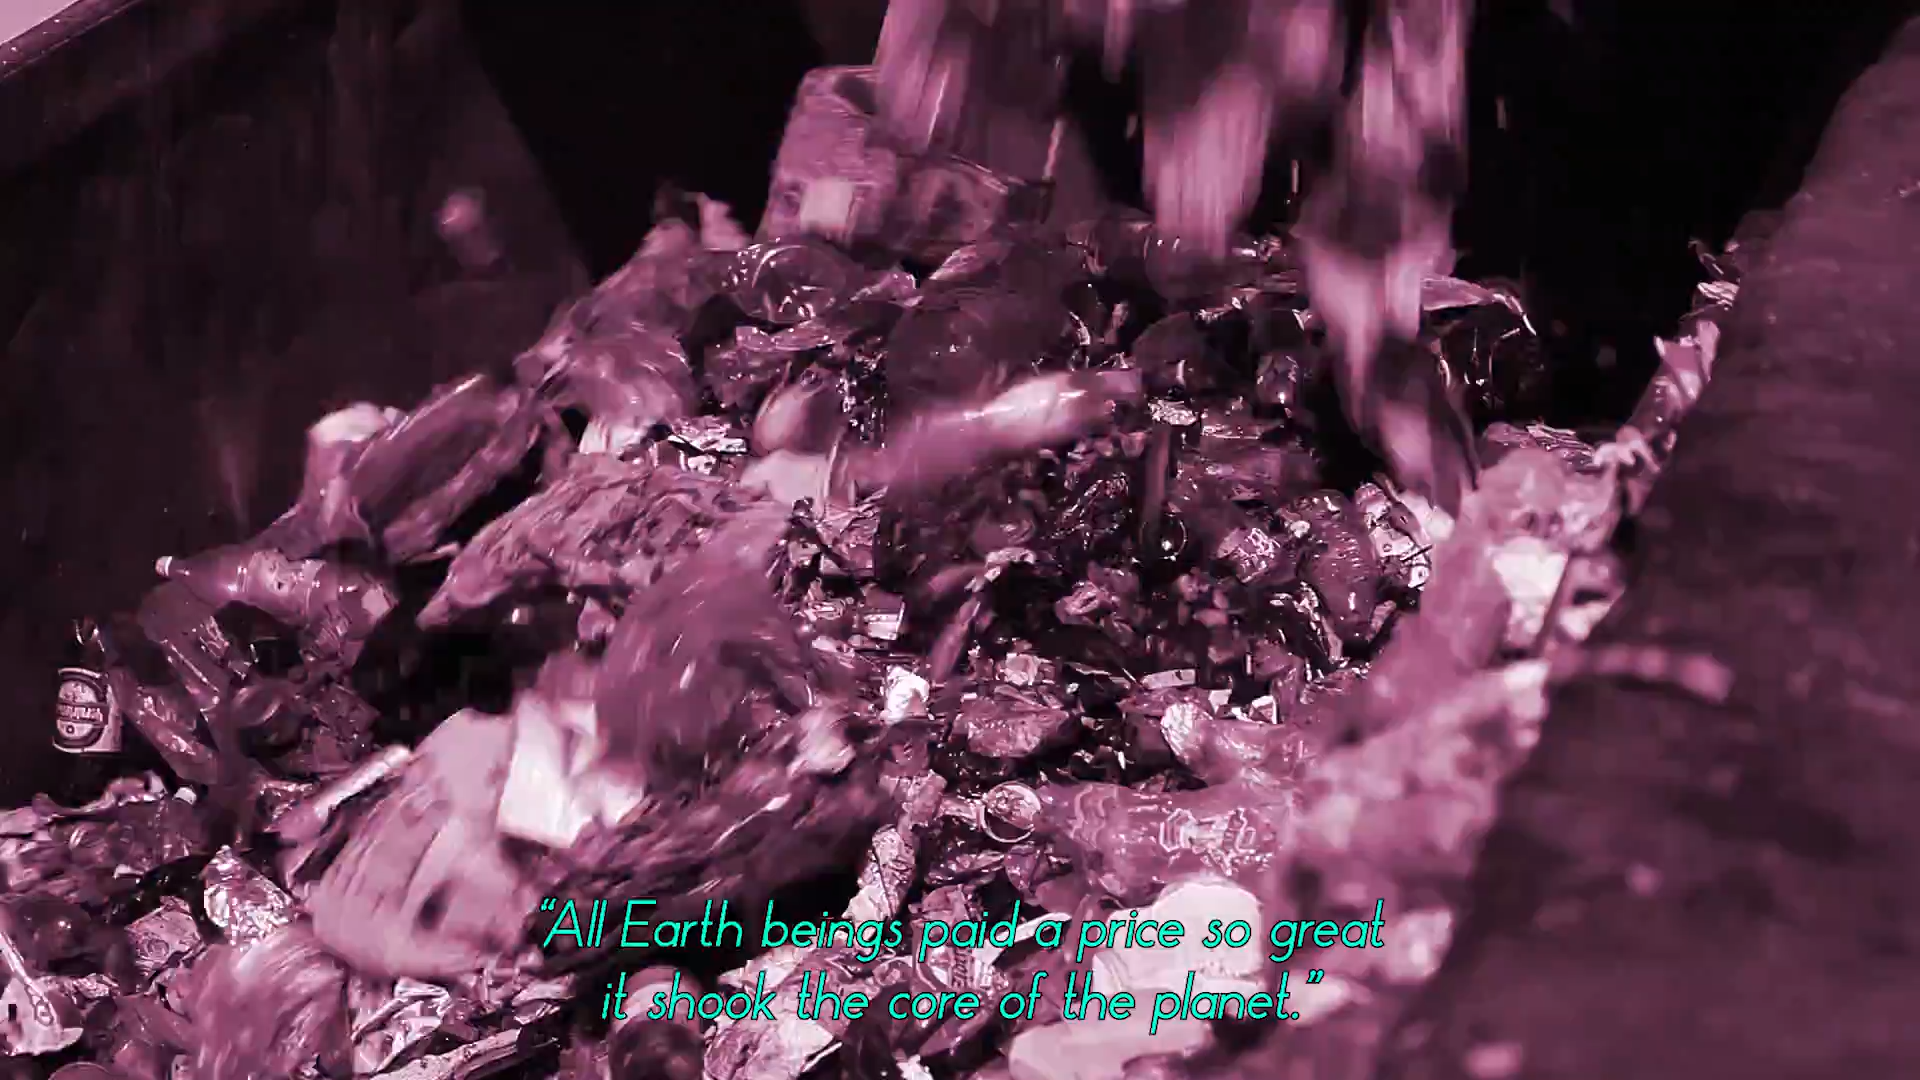 “All Earth beings paid a price so great
it shook the core of the planet.”